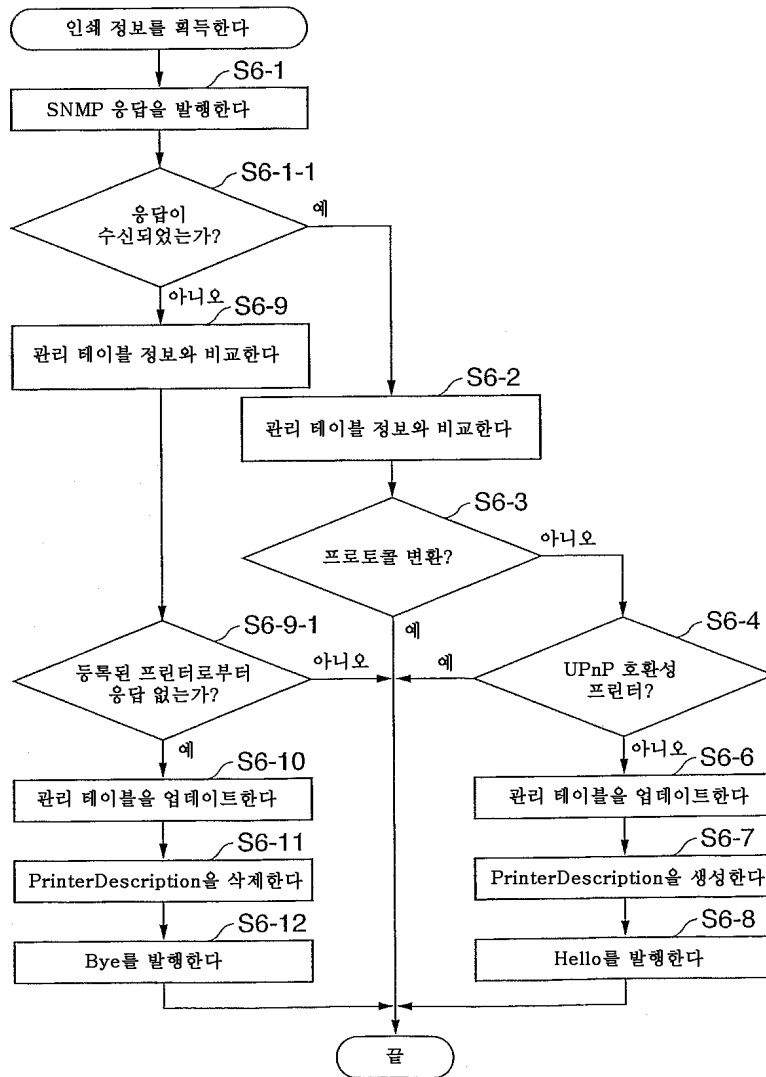 인쇄 정보를 획득한다
S6-1
SNMP 응답을 발행한다
S6-1-1
응답이
수신되었는가?
예
아니오
S6-9
관리 테이블 정보와 비교한다
S6-2
관리 테이블 정보와 비교한다
S6-3
프로토콜 변환?
아니오
예
S6-9-1
등록된 프린터로부터
응답 없는가?
아니오
예
S6-4
UPnP 호환성
프린터?
예
아니오
S6-10
관리 테이블을 업데이트한다
S6-11
PrinterDescription을 삭제한다
S6-12
Bye를 발행한다
S6-6
관리 테이블을 업데이트한다
S6-7
PrinterDescription을 생성한다
S6-8
Hello를 발행한다
끝